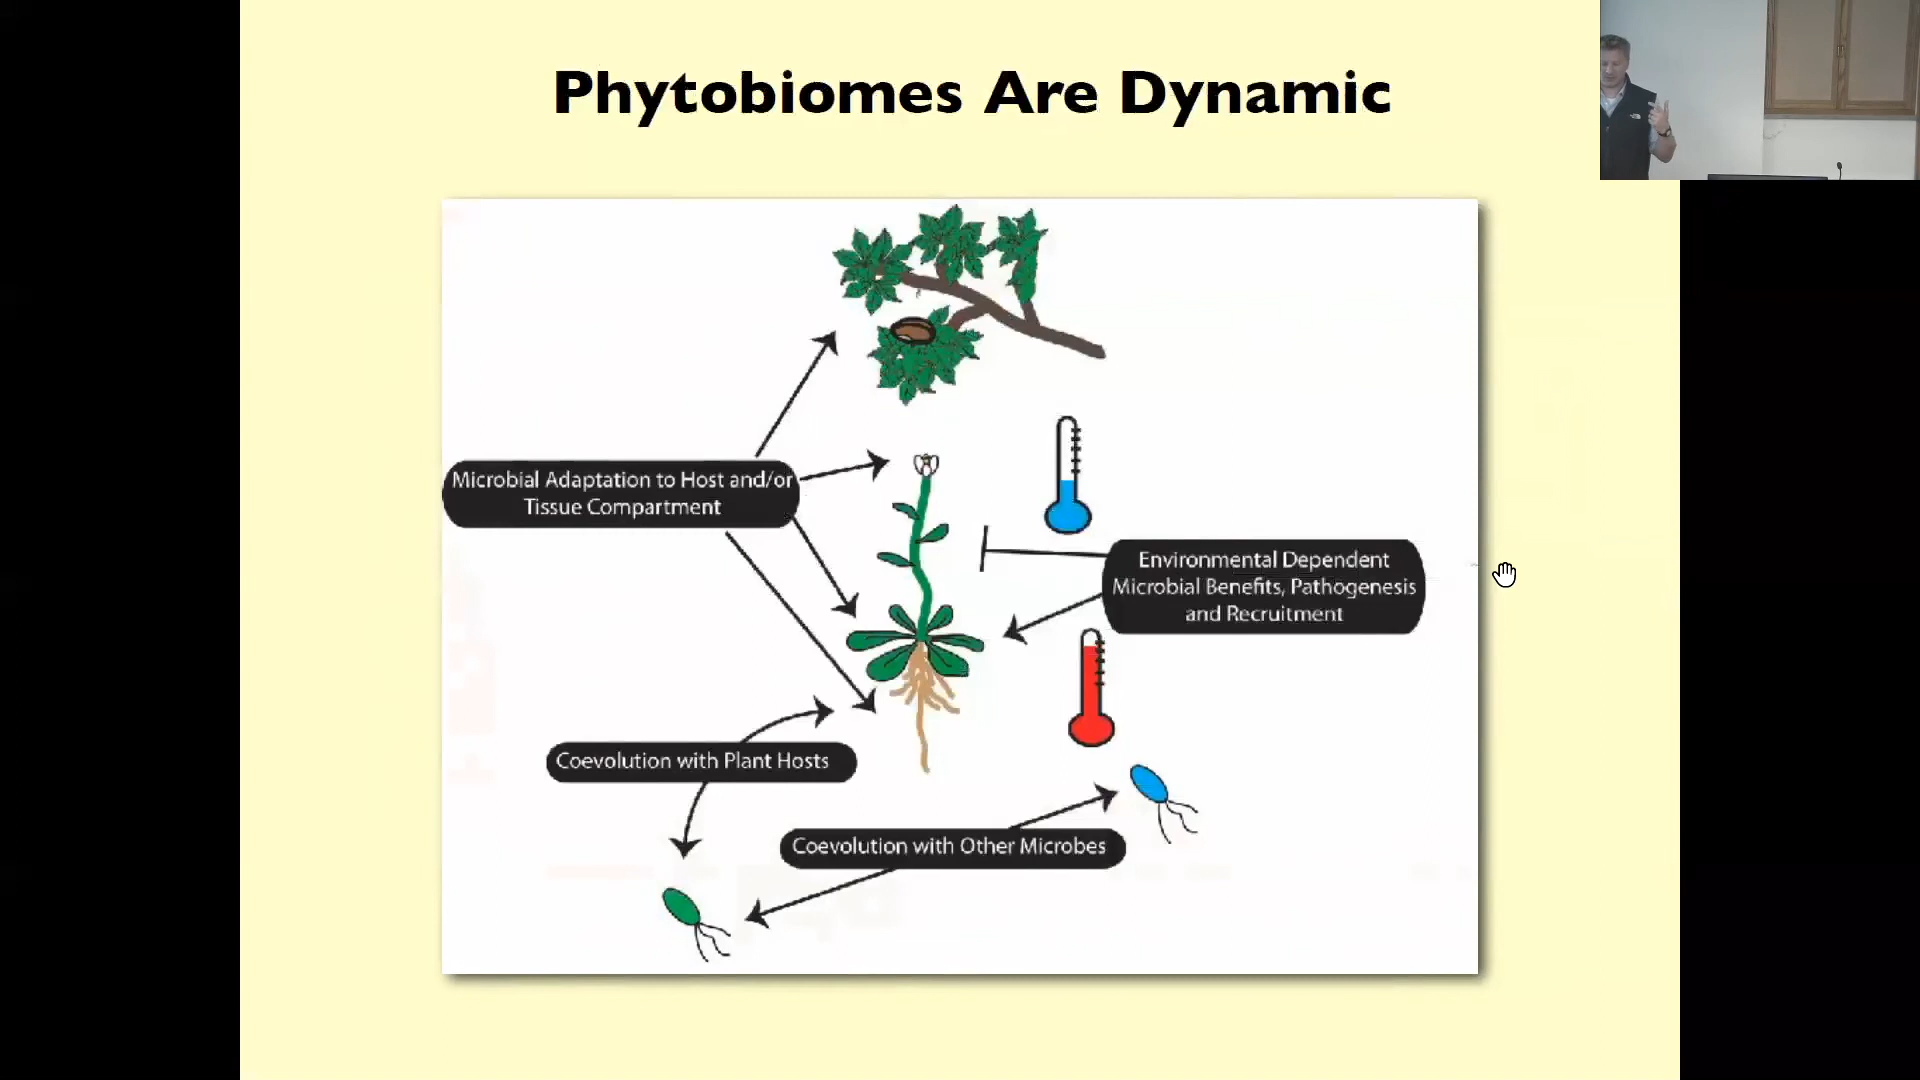 Phytobiomes Are Dynamic
Microbial Adaptation to Host and/or
Tissue Compartment
Environmental Dependent
Microbial Benefits, Pathogenesis
and Recruitment
Coevolution with Plant Hosts
Coevolution with Other Microbes